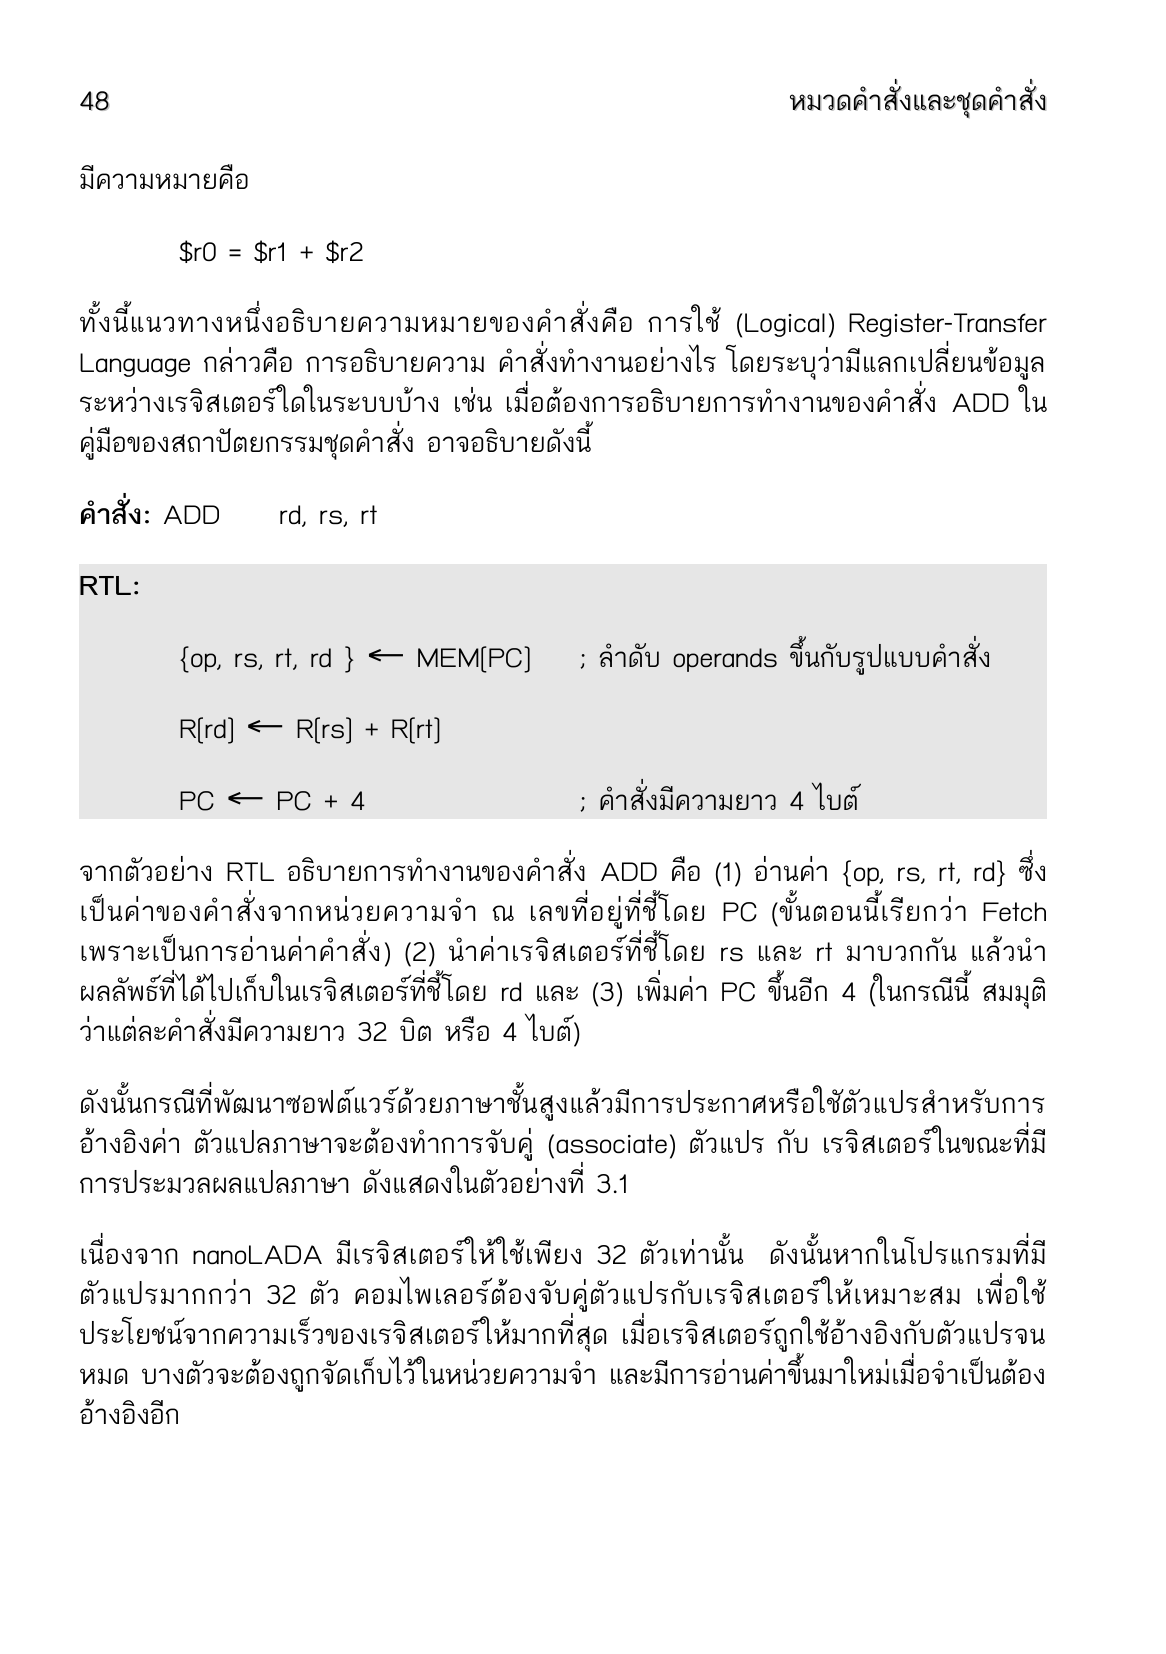 48 หมวดคำสั่งและชุดคำสั่ง
มีความหมายคือ
$r0 = $r1 + $r2
ทั้งนี้แนวทางหนึ่งอธิบายความหมายของคำสั่งคือ การใช้ (Logical) Register-Transfer
Language กล่าวคือ การอธิบายความ คำสั่งทำงานอย่างไร โดยระบุว่ามีแลกเปลี่ยนข้อมูล
ระหว่างเรจิสเตอร์ใดในระบบบ้าง เช่น เมื่อต้องการอธิบายการทำงานของคำสั่ง ADD ใน
คู่มือของสถาปัตยกรรมชุดคำสั่ง อาจอธิบายดังนี้
คำสั่ง: ADD rd, rs, rt
RTL:
{op, rs, rt, rd } ← MEM[PC] ; ลำดับ operands ขึ้นกับรูปแบบคำสั่ง
R[rd] ← R[rs] + R[rt]
PC ← PC + 4 ; คำสั่งมีความยาว 4 ไบต์
จากตัวอย่าง RTL อธิบายการทำงานของคำสั่ง ADD คือ (1) อ่านค่า {op, rs, rt, rd} ซึ่ง
เป็นค่าของคำสั่งจากหน่วยความจำ ณ เลขที่อยู่ที่ชี้โดย PC (ขั้นตอนนี้เรียกว่า Fetch
เพราะเป็นการอ่านค่าคำสั่ง) (2) นำค่าเรจิสเตอร์ที่ชี้โดย rs และ rt มาบวกกัน แล้วนำ
ผลลัพธ์ที่ได้ไปเก็บในเรจิสเตอร์ที่ชี้โดย rd และ (3) เพิ่มค่า PC ขึ้นอีก 4 (ในกรณีนี้ สมมุติ
ว่าแต่ละคำสั่งมีความยาว 32 บิต หรือ 4 ไบต์)
ดังนั้นกรณีที่พัฒนาซอฟต์แวร์ด้วยภาษาชั้นสูงแล้วมีการประกาศหรือใช้ตัวแปรสำหรับการ
อ้างอิงค่า ตัวแปลภาษาจะต้องทำการจับคู่ (associate) ตัวแปร กับ เรจิสเตอร์ในขณะที่มี
การประมวลผลแปลภาษา ดังแสดงในตัวอย่างที่ 3.1
เนื่องจาก nanoLADA มีเรจิสเตอร์ให้ใช้เพียง 32 ตัวเท่านั้น ดังนั้นหากในโปรแกรมที่มี
ตัวแปรมากกว่า 32 ตัว คอมไพเลอร์ต้องจับคู่ตัวแปรกับเรจิสเตอร์ให้เหมาะสม เพื่อใช้
ประโยชน์จากความเร็วของเรจิสเตอร์ให้มากที่สุด เมื่อเรจิสเตอร์ถูกใช้อ้างอิงกับตัวแปรจน
หมด บางตัวจะต้องถูกจัดเก็บไว้ในหน่วยความจำ และมีการอ่านค่าขึ้นมาใหม่เมื่อจำเป็นต้อง
อ้างอิงอีก